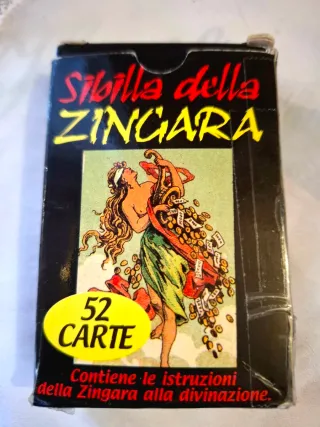 Sibilla della
ZINGARA
52
CARTE
Contiene le istruzioni
della Zingara alla divinazione.